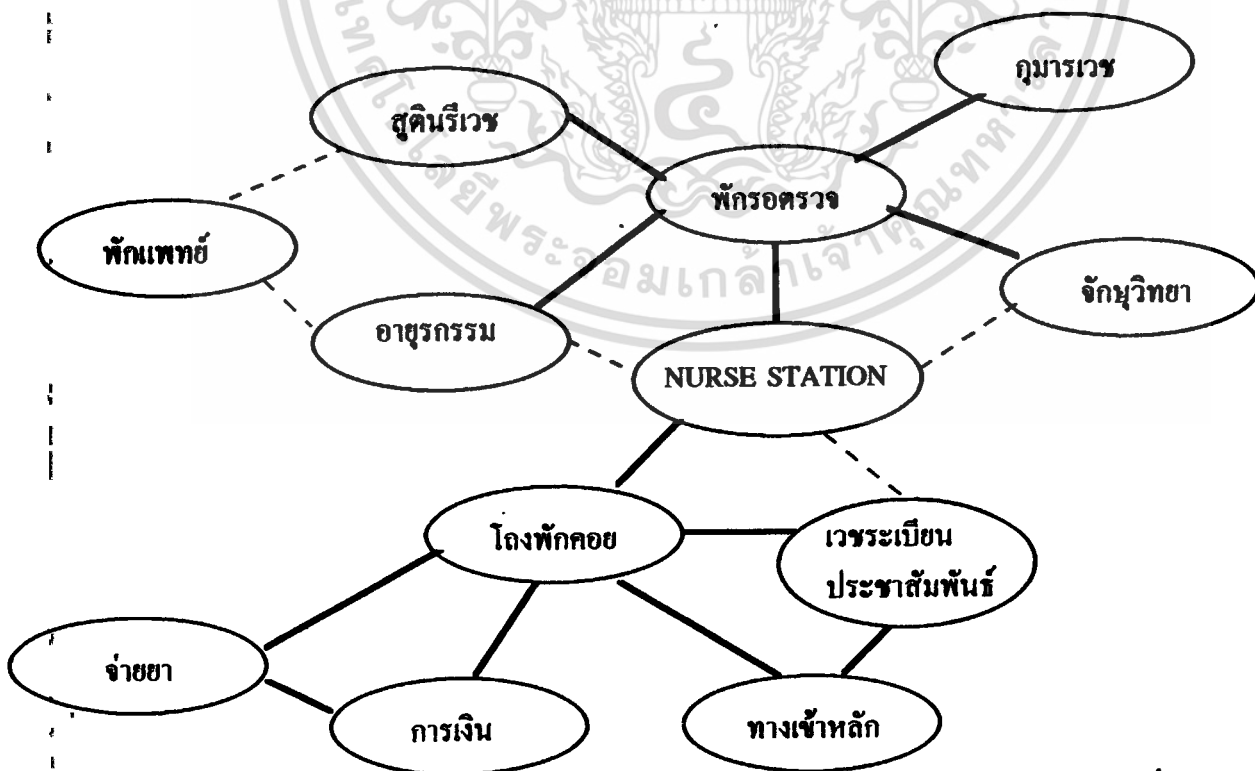 กุมารเวช
สูตินรีเวช
พักรอตรวจ
พักแพทย์
จักษุวิทยา
อายุรกรรม
NURSE STATION
โถงพักคอย
เวชระเบียน
ประชาสัมพันธ์
จ่ายยา
การเงิน
ทางเข้าหลัก